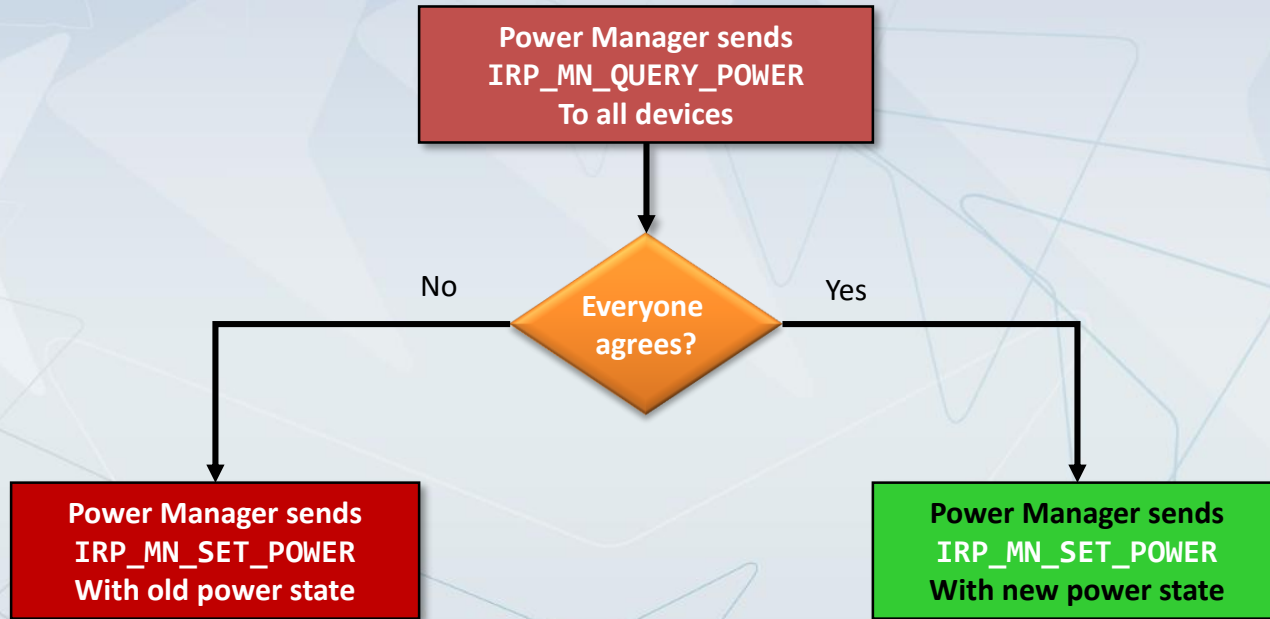 Power Manager sends
IRP_MN_QUERY_POWER
To all devices
No
Everyone
agrees?
Yes
Power Manager sends
IRP_MN_SET_POWER
With old power state
Power Manager sends
IRP_MN_SET_POWER
With new power state